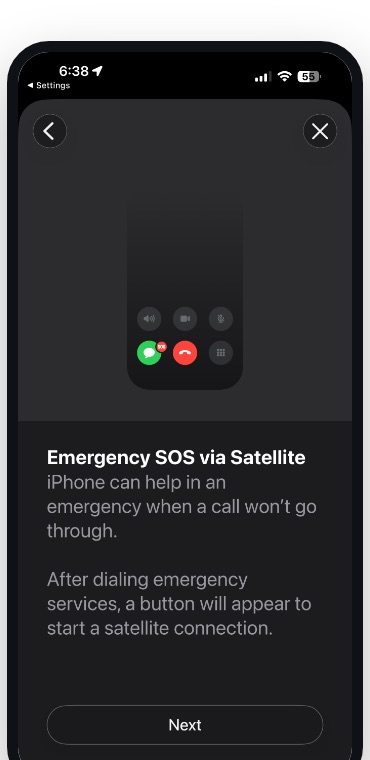 6:38
55
◀ Settings
SOS
Emergency SOS via Satellite
iPhone can help in an
emergency when a call won’t go
through.
After dialing emergency
services, a button will appear to
start a satellite connection.
Next